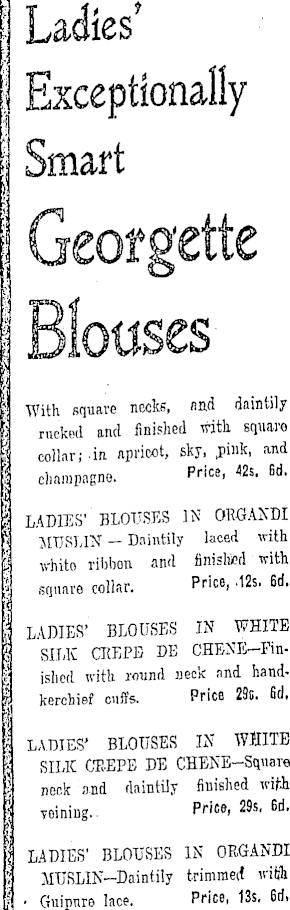 Ladies'
Exceptionally
Smart
Georgette
Blouses
With square necks, and daintily
rucked and finished with square
collar; in apricot, sky, pink, and
champagne. Price, 42s. 6d.
LADIES' BLOUSES IN ORGANDI
MUSLIN — Daintily laced with
white ribbon and finished with
square collar. Price, 12s. 6d.
LADIES' BLOUSES IN WHITE
SILK CREPE DE CHENE—Fin-
ished with round neck and hand-
kerchief cuffs. Price 29s. 6d.
LADIES' BLOUSES IN WHITE
SILK CREPE DE CHENE—Square
neck and daintily finished with
veining. Price, 29s. 6d.
LADIES' BLOUSES IN ORGANDI
MUSLIN—Daintily trimmed with
Guipure lace. Price, 13s. 6d.